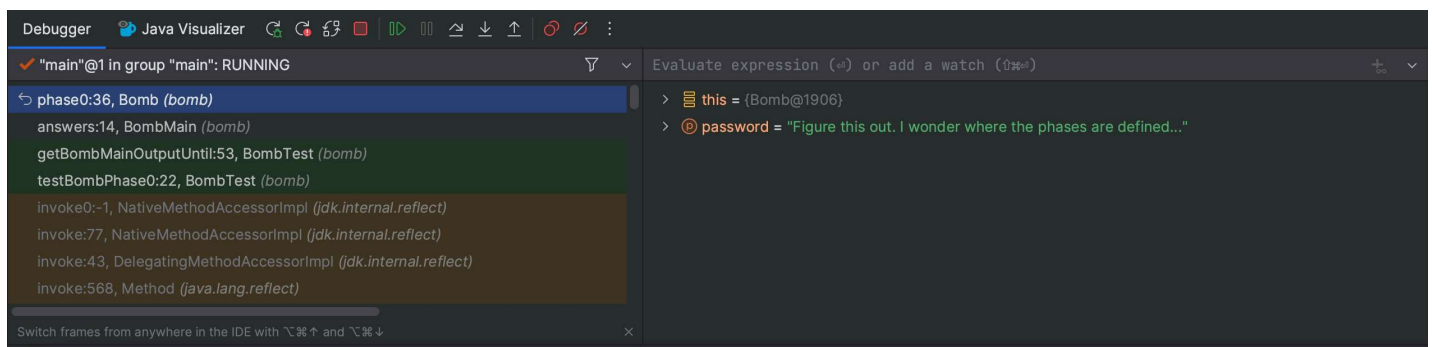 Debugger Java Visualizer
"main"@1 in group "main": RUNNING
Evaluate expression (⏎) or add a watch (⇧⌘⏎)
phase0:36, Bomb (bomb)
answers:14, BombMain (bomb)
getBombMainOutputUntil:53, BombTest (bomb)
testBombPhase0:22, BombTest (bomb)
invoke0:-1, NativeMethodAccessorImpl (jdk.internal.reflect)
invoke:77, NativeMethodAccessorImpl (jdk.internal.reflect)
invoke:43, DelegatingMethodAccessorImpl (jdk.internal.reflect)
invoke:568, Method (java.lang.reflect)
Switch frames from anywhere in the IDE with ⌥⌘↑ and ⌥⌘↓
this = {Bomb@1906}
password = "Figure this out. I wonder where the phases are defined..."